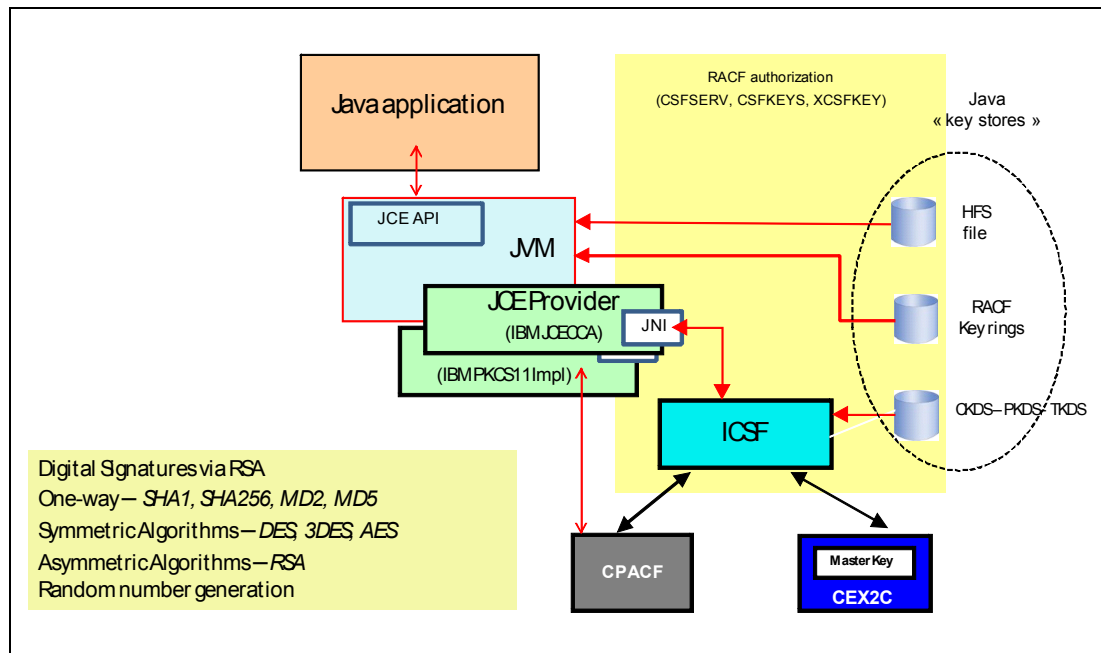 RACF authorization
(CSFSERV, CSFKEYS, XCSFKEY)
Java application
Java
« key stores »
JCE API
HFS
file
JVM
JCE Provider
RACF
Key rings
(IBMJCECCA)
JNI
(IBMPKCS11Impl)
CKDS–PKDS–TKDS
ICSF
Digital Signatures via RSA
One-way – SHA1, SHA256, MD2, MD5
Symmetric Algorithms – DES, 3DES, AES
Asymmetric Algorithms – RSA
Random number generation
CPACF
Master Key
CEX2C